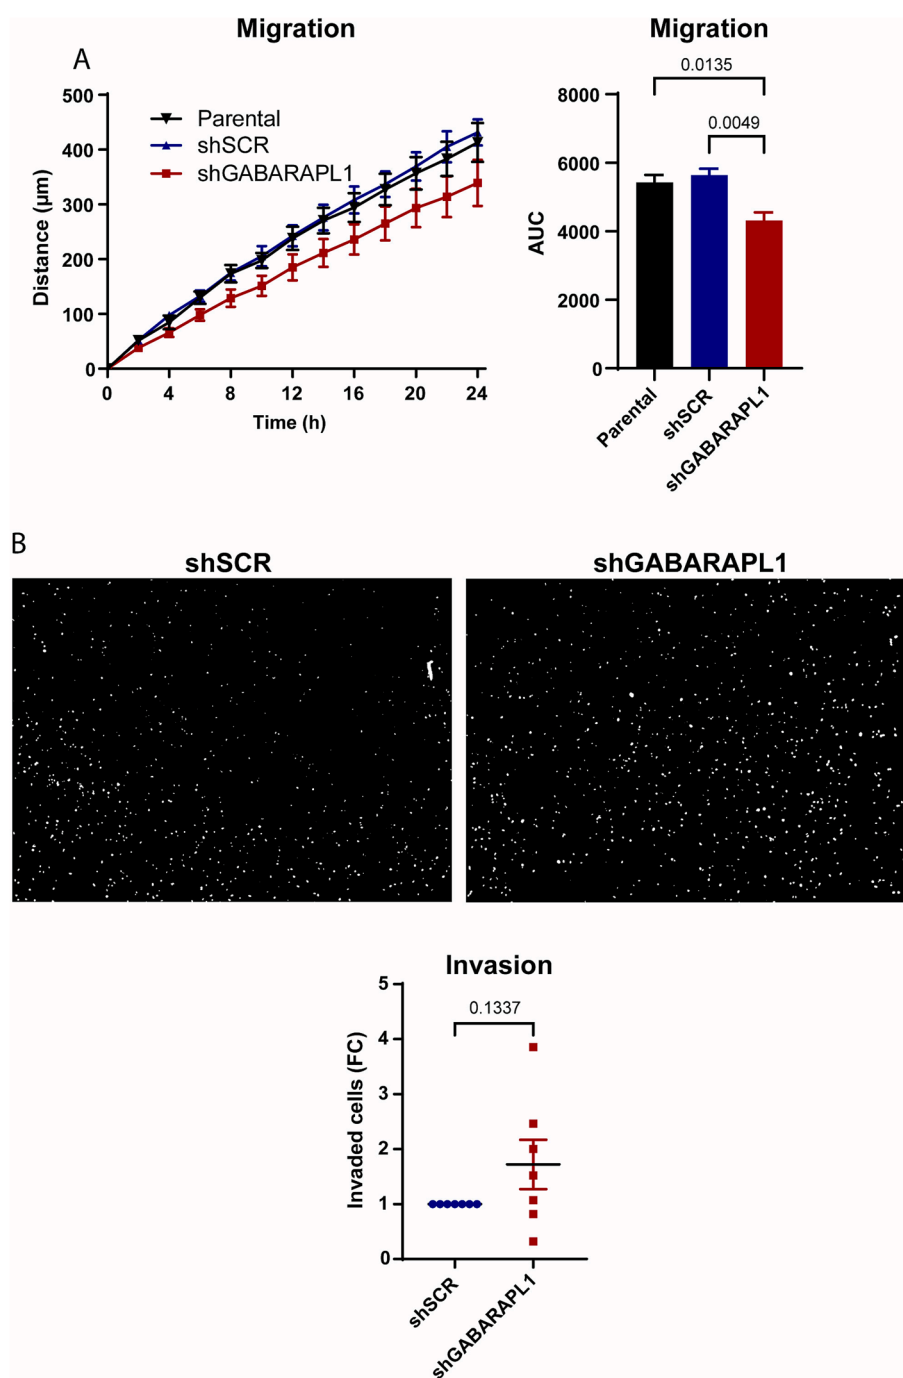 Migration
A
500
400
300
200
100
0
Distance (µm)
Parental
shSCR
shGABARAPL1
0 4 8 12 16 20 24
Time (h)
Migration
0.0135
0.0049
8000
6000
4000
2000
0
AUC
Parental
shSCR
shGABARAPL1
B
shSCR
shGABARAPL1
Invasion
0.1337
5
4
3
2
1
0
Invaded cells (FC)
shSCR
shGABARAPL1